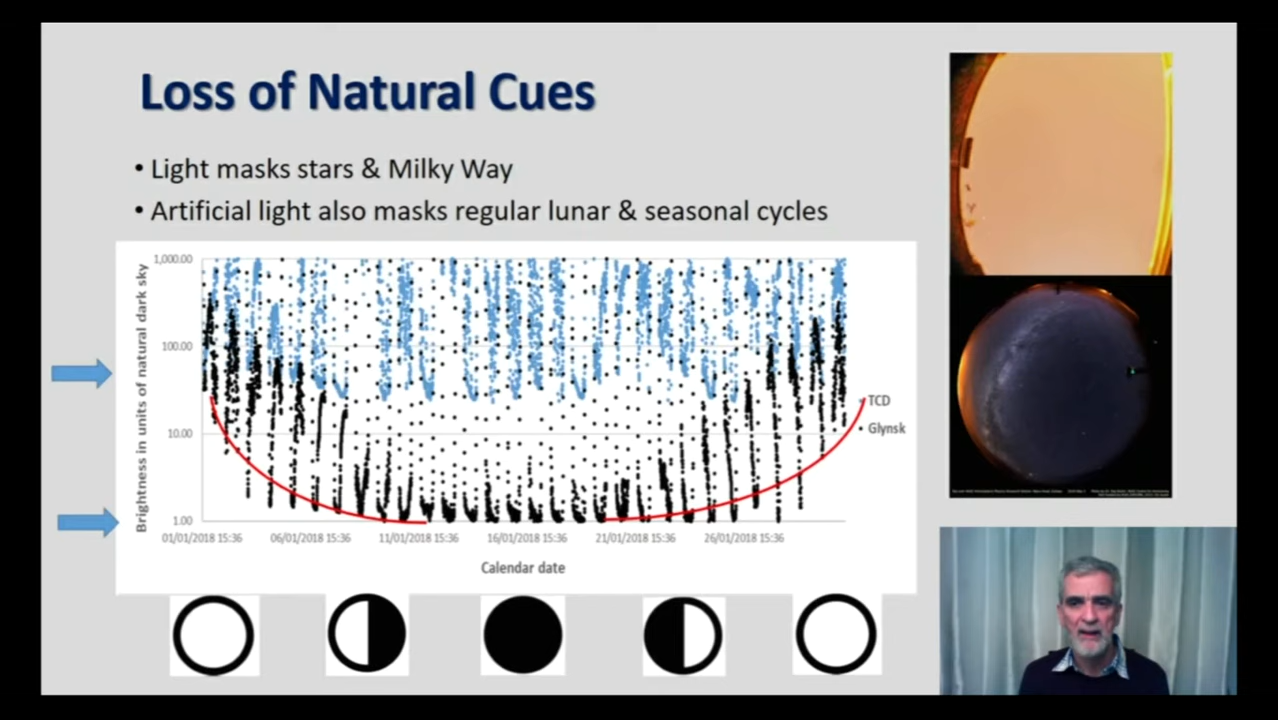 Loss of Natural Cues
• Light masks stars & Milky Way
• Artificial light also masks regular lunar & seasonal cycles
Brightness in units of natural dark sky
1,000.00
100.00
10.00
1.00
TCD
Glynsk
01/01/2018 15:36 06/01/2018 15:36 11/01/2018 15:36 16/01/2018 15:36 21/01/2018 15:36 26/01/2018 15:36
Calendar date